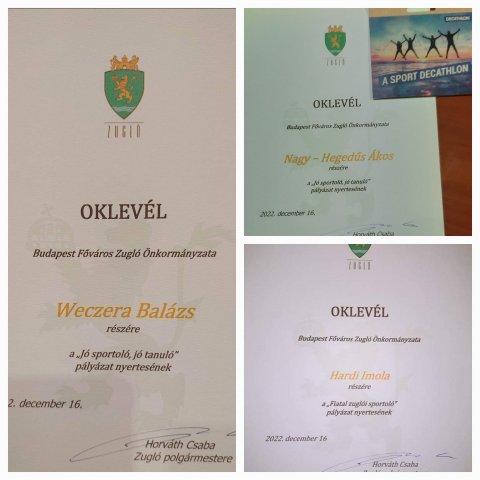 ZUGLÓ
OKLEVÉL
Budapest Főváros Zugló Önkormányzata
Weczera Balázs
részére
a „Jó sportoló, jó tanuló”
pályázat nyertesének
2. december 16.
Horváth Csaba
Zugló polgármestere
ZUGLÓ
DECATHLON
A SPORT DECATHLON
OKLEVÉL
Budapest Főváros Zugló Önkormányzata
Nagy – Hegedűs Ákos
részére
a „Jó sportoló, jó tanuló”
pályázat nyertesének
2022. december 16.
Horváth Csaba
ZUGLÓ
OKLEVÉL
Budapest Főváros Zugló Önkormányzata
Hardi Imola
részére
a „Fiatal zuglói sportoló”
pályázat nyertesének
2022. december 16
Horváth Csaba